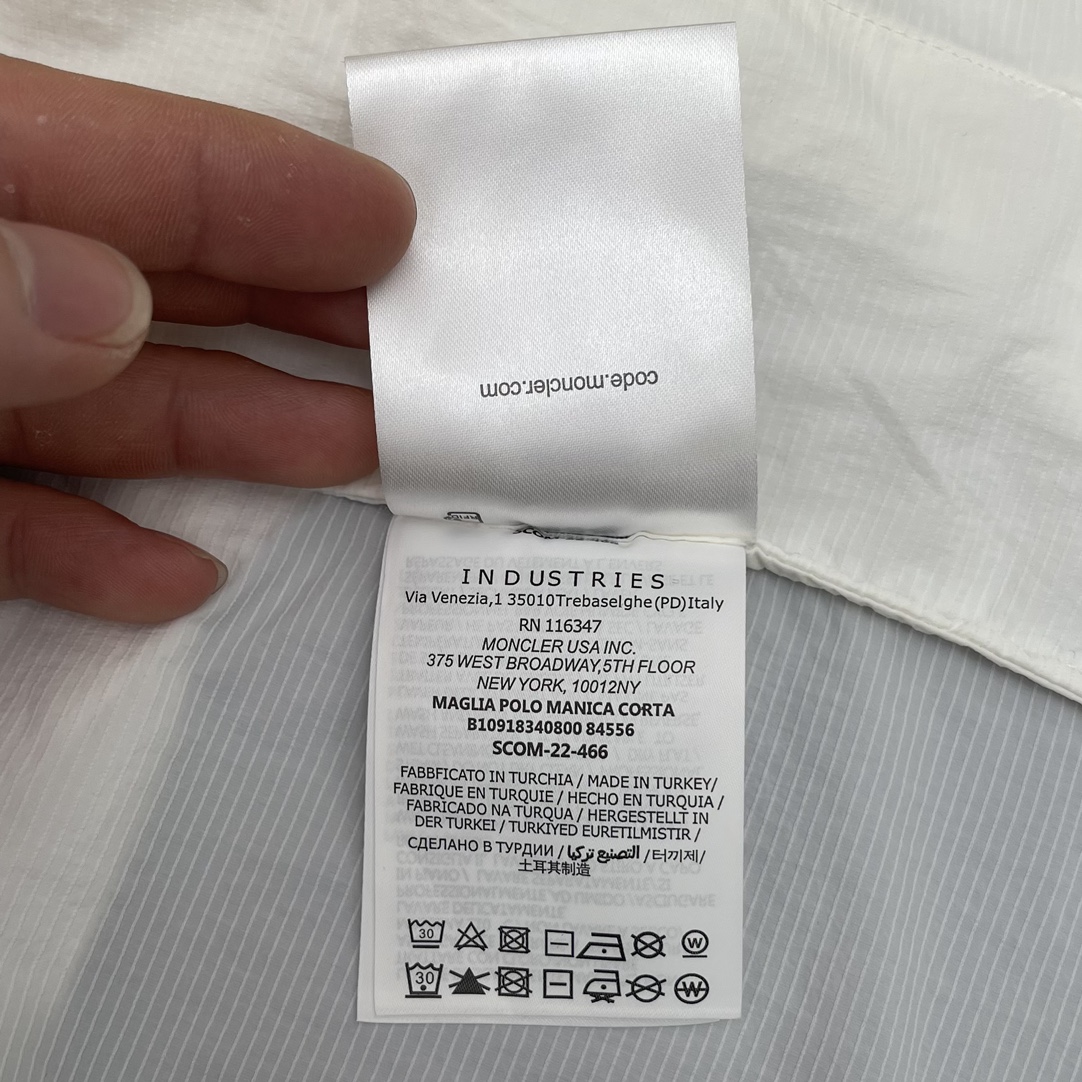 code.moncler.com
INDUSTRIES
Via Venezia,1 35010Trebaselghe(PD)Italy
RN 116347
MONCLER USA INC.
375 WEST BROADWAY,5TH FLOOR
NEW YORK, 10012NY
MAGLIA POLO MANICA CORTA
B10918340800 84556
SCOM-22-466
FABBFICATO IN TURCHIA / MADE IN TURKEY/
FABRIQUE EN TURQUIE / HECHO EN TURQUIA /
FABRICADO NA TURQUA / HERGESTELLT IN
DER TURKEI / TURKIYED EURETILMISTIR /
СДЕЛАНО В ТУРДИИ / التصنيع تركيا /터끼제/
土耳其制造
30 W
30 W